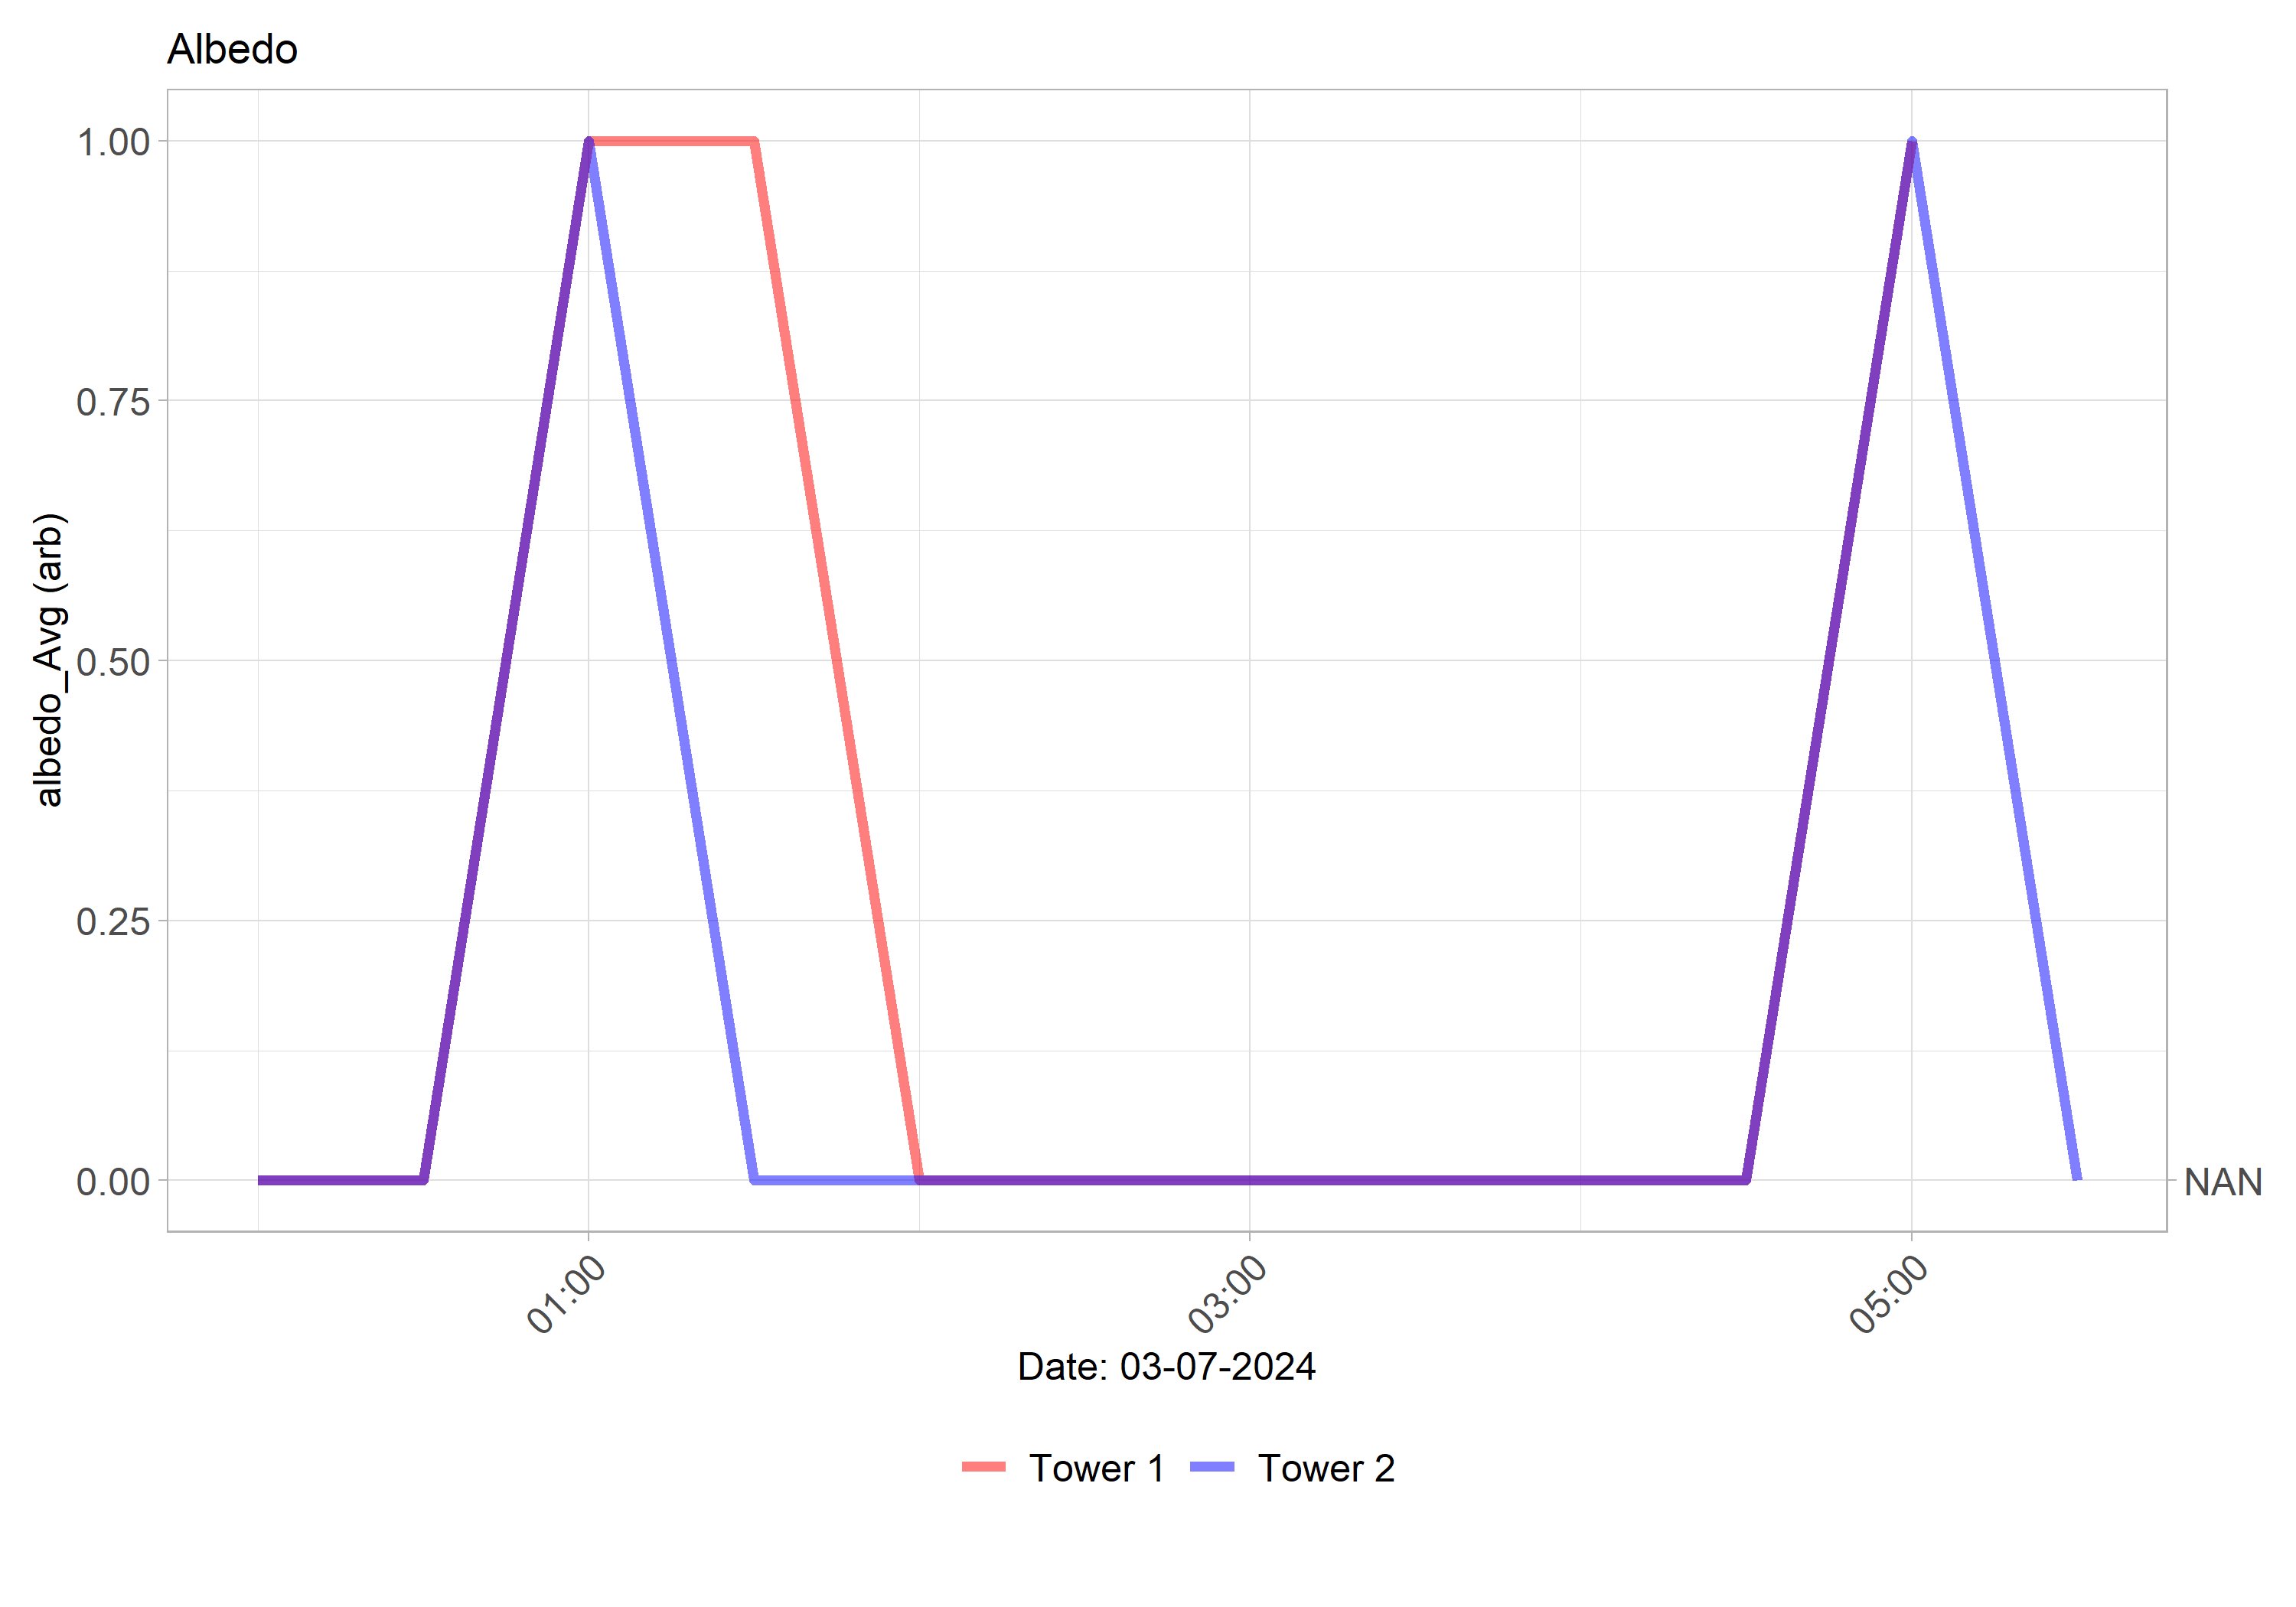 Albedo
albedo_Avg (arb)
1.00
0.75
0.50
0.25
0.00
NAN
01:00
03:00
05:00
Date: 03-07-2024
Tower 1
Tower 2